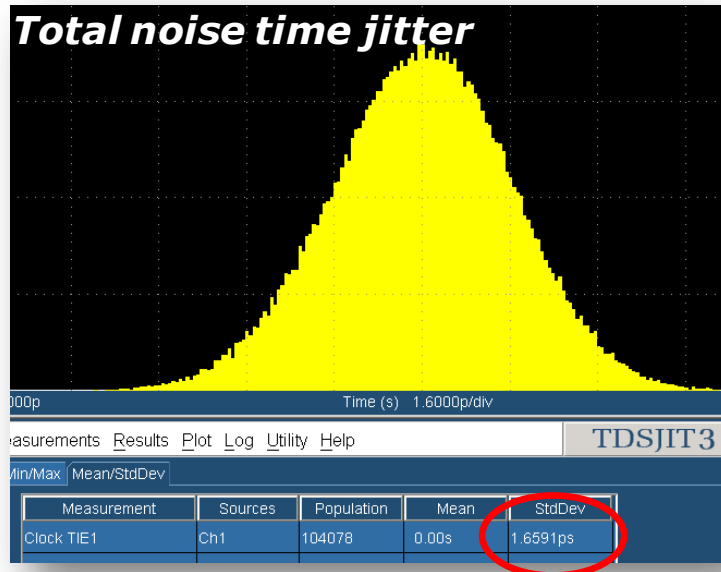 Total noise time jitter
000p Time (s) 1.6000p/div
easurements Results Plot Log Utility Help TDSJIT3
Min/Max Mean/StdDev
Measurement Sources Population Mean StdDev
Clock TIE1 Ch1 104078 0.00s 1.6591ps